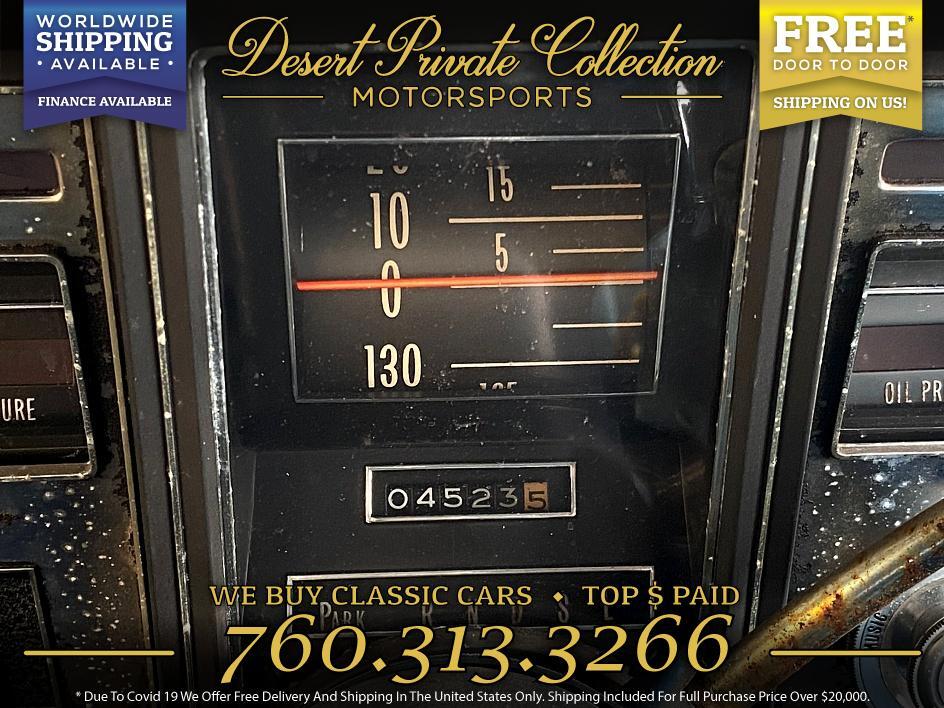 WORLDWIDE
SHIPPING
• AVAILABLE •
FINANCE AVAILABLE
Desert Private Collection
MOTORSPORTS
FREE*
DOOR TO DOOR
SHIPPING ON US!
15
10
5
0
130
URE
OIL PR
045235
WE BUY CLASSIC CARS • TOP $ PAID
PARK R N D S L
760.313.3266
MUSIC
* Due To Covid 19 We Offer Free Delivery And Shipping In The United States Only. Shipping Included For Full Purchase Price Over $20,000.